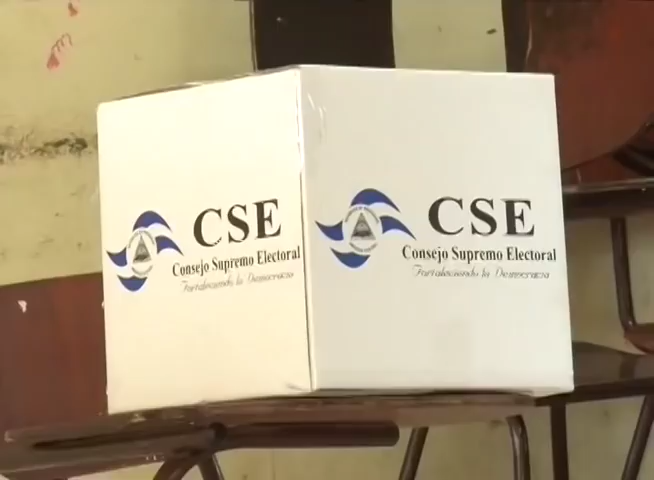 CSE
Consejo Supremo Electoral
Fortaleciendo la Democracia
CSE
Consejo Supremo Electoral
Fortaleciendo la Democracia